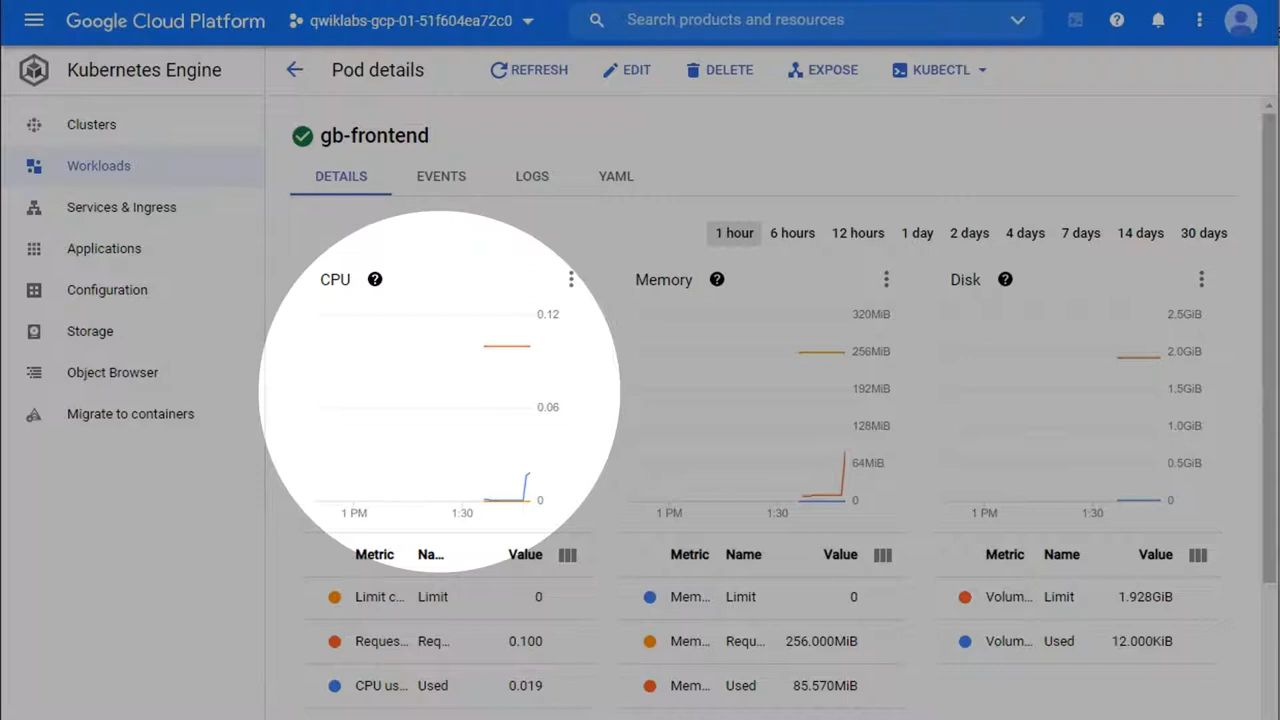 Google Cloud Platform
qwiklabs-gcp-01-51f604ea72c0
Search products and resources
Kubernetes Engine
Pod details
REFRESH
EDIT
DELETE
EXPOSE
KUBECTL
Clusters
Workloads
Services & Ingress
Applications
Configuration
Storage
Object Browser
Migrate to containers
gb-frontend
DETAILS EVENTS LOGS YAML
1 hour 6 hours 12 hours 1 day 2 days 4 days 7 days 14 days 30 days
CPU
0.12
0.06
0
1 PM 1:30
Metric Na... Value
Limit c... Limit 0
Reques... Req... 0.100
CPU us... Used 0.019
Memory
320MiB
256MiB
192MiB
128MiB
64MiB
0
1 PM 1:30
Metric Name Value
Mem... Limit 0
Mem... Requ... 256.000MiB
Mem... Used 85.570MiB
Disk
2.5GiB
2.0GiB
1.5GiB
1.0GiB
0.5GiB
0
1 PM 1:30
Metric Name Value
Volum... Limit 1.928GiB
Volum... Used 12.000KiB